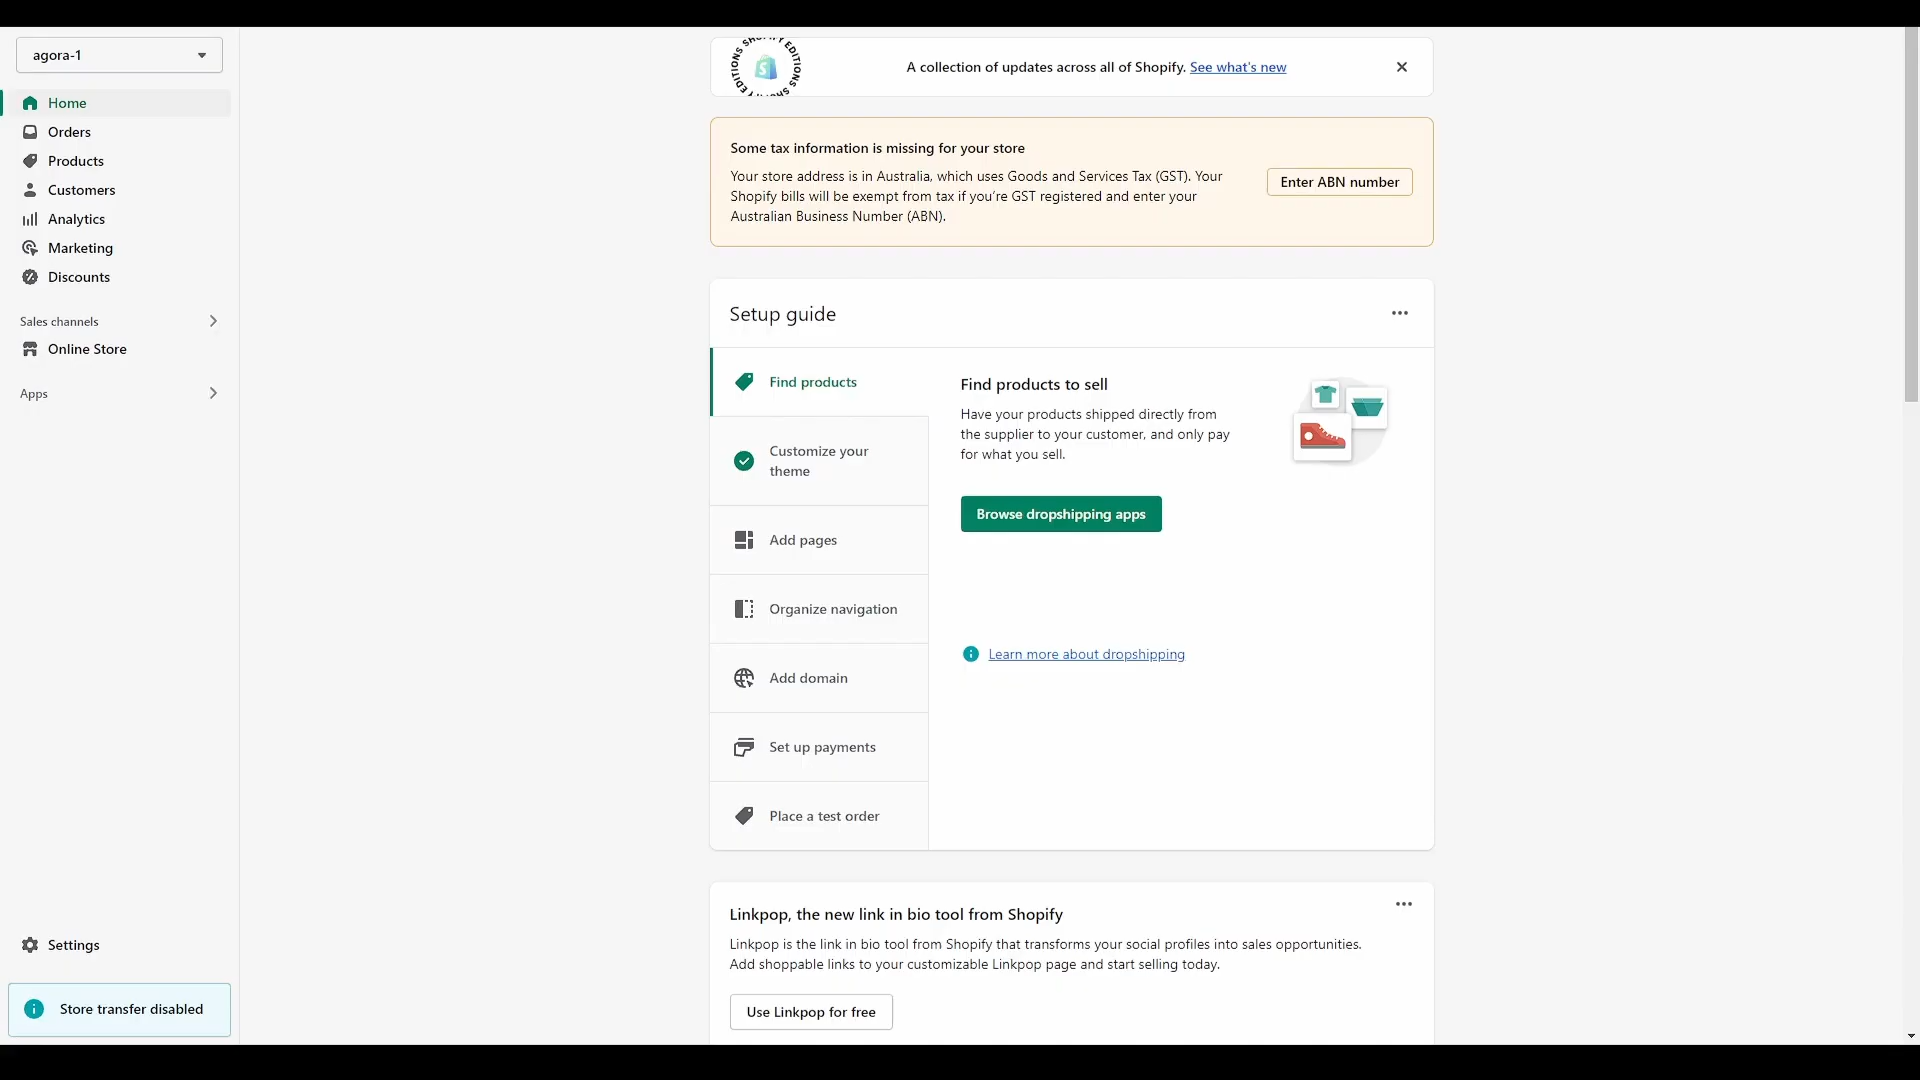 agora-1
Home
Orders
Products
Customers
Analytics
Marketing
Discounts
Sales channels
Online Store
Apps
Settings
Store transfer disabled
SHOPIFY EDITIONS SHOPIFY EDITIONS
A collection of updates across all of Shopify. See what's new
Some tax information is missing for your store
Your store address is in Australia, which uses Goods and Services Tax (GST). Your
Shopify bills will be exempt from tax if you’re GST registered and enter your
Australian Business Number (ABN).
Enter ABN number
Setup guide
Find products
Customize your
theme
Add pages
Organize navigation
Add domain
Set up payments
Place a test order
Find products to sell
Have your products shipped directly from
the supplier to your customer, and only pay
for what you sell.
Browse dropshipping apps
Learn more about dropshipping
Linkpop, the new link in bio tool from Shopify
Linkpop is the link in bio tool from Shopify that transforms your social profiles into sales opportunities.
Add shoppable links to your customizable Linkpop page and start selling today.
Use Linkpop for free